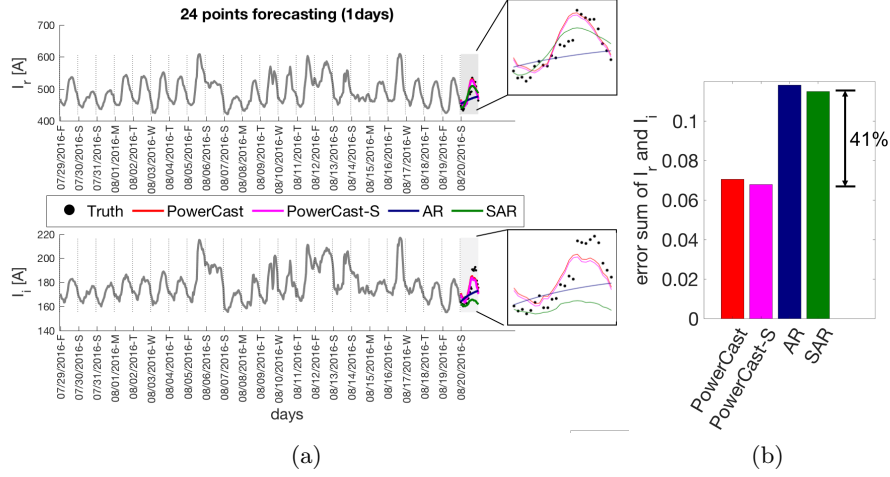 24 points forecasting (1days)
I_r [A]
700
600
500
400
07/29/2016-F
07/30/2016-S
07/31/2016-S
08/01/2016-M
08/02/2016-T
08/03/2016-W
08/04/2016-T
08/05/2016-F
08/06/2016-S
08/07/2016-S
08/09/2016-T
08/10/2016-W
08/11/2016-T
08/12/2016-F
08/13/2016-S
08/14/2016-S
08/15/2016-M
08/16/2016-T
08/17/2016-W
08/18/2016-T
08/19/2016-F
08/20/2016-S
Truth PowerCast PowerCast-S AR SAR
I_i [A]
220
200
180
160
140
07/29/2016-F
07/30/2016-S
07/31/2016-S
08/01/2016-M
08/02/2016-T
08/03/2016-W
08/04/2016-T
08/05/2016-F
08/06/2016-S
08/07/2016-S
08/09/2016-T
08/10/2016-W
08/11/2016-T
08/12/2016-F
08/13/2016-S
08/14/2016-S
08/15/2016-M
08/16/2016-T
08/17/2016-W
08/18/2016-T
08/19/2016-F
08/20/2016-S
days
(a)
error sum of I_r and I_i
0.1
0.08
0.06
0.04
0.02
0
41%
PowerCast
PowerCast-S
AR
SAR
(b)